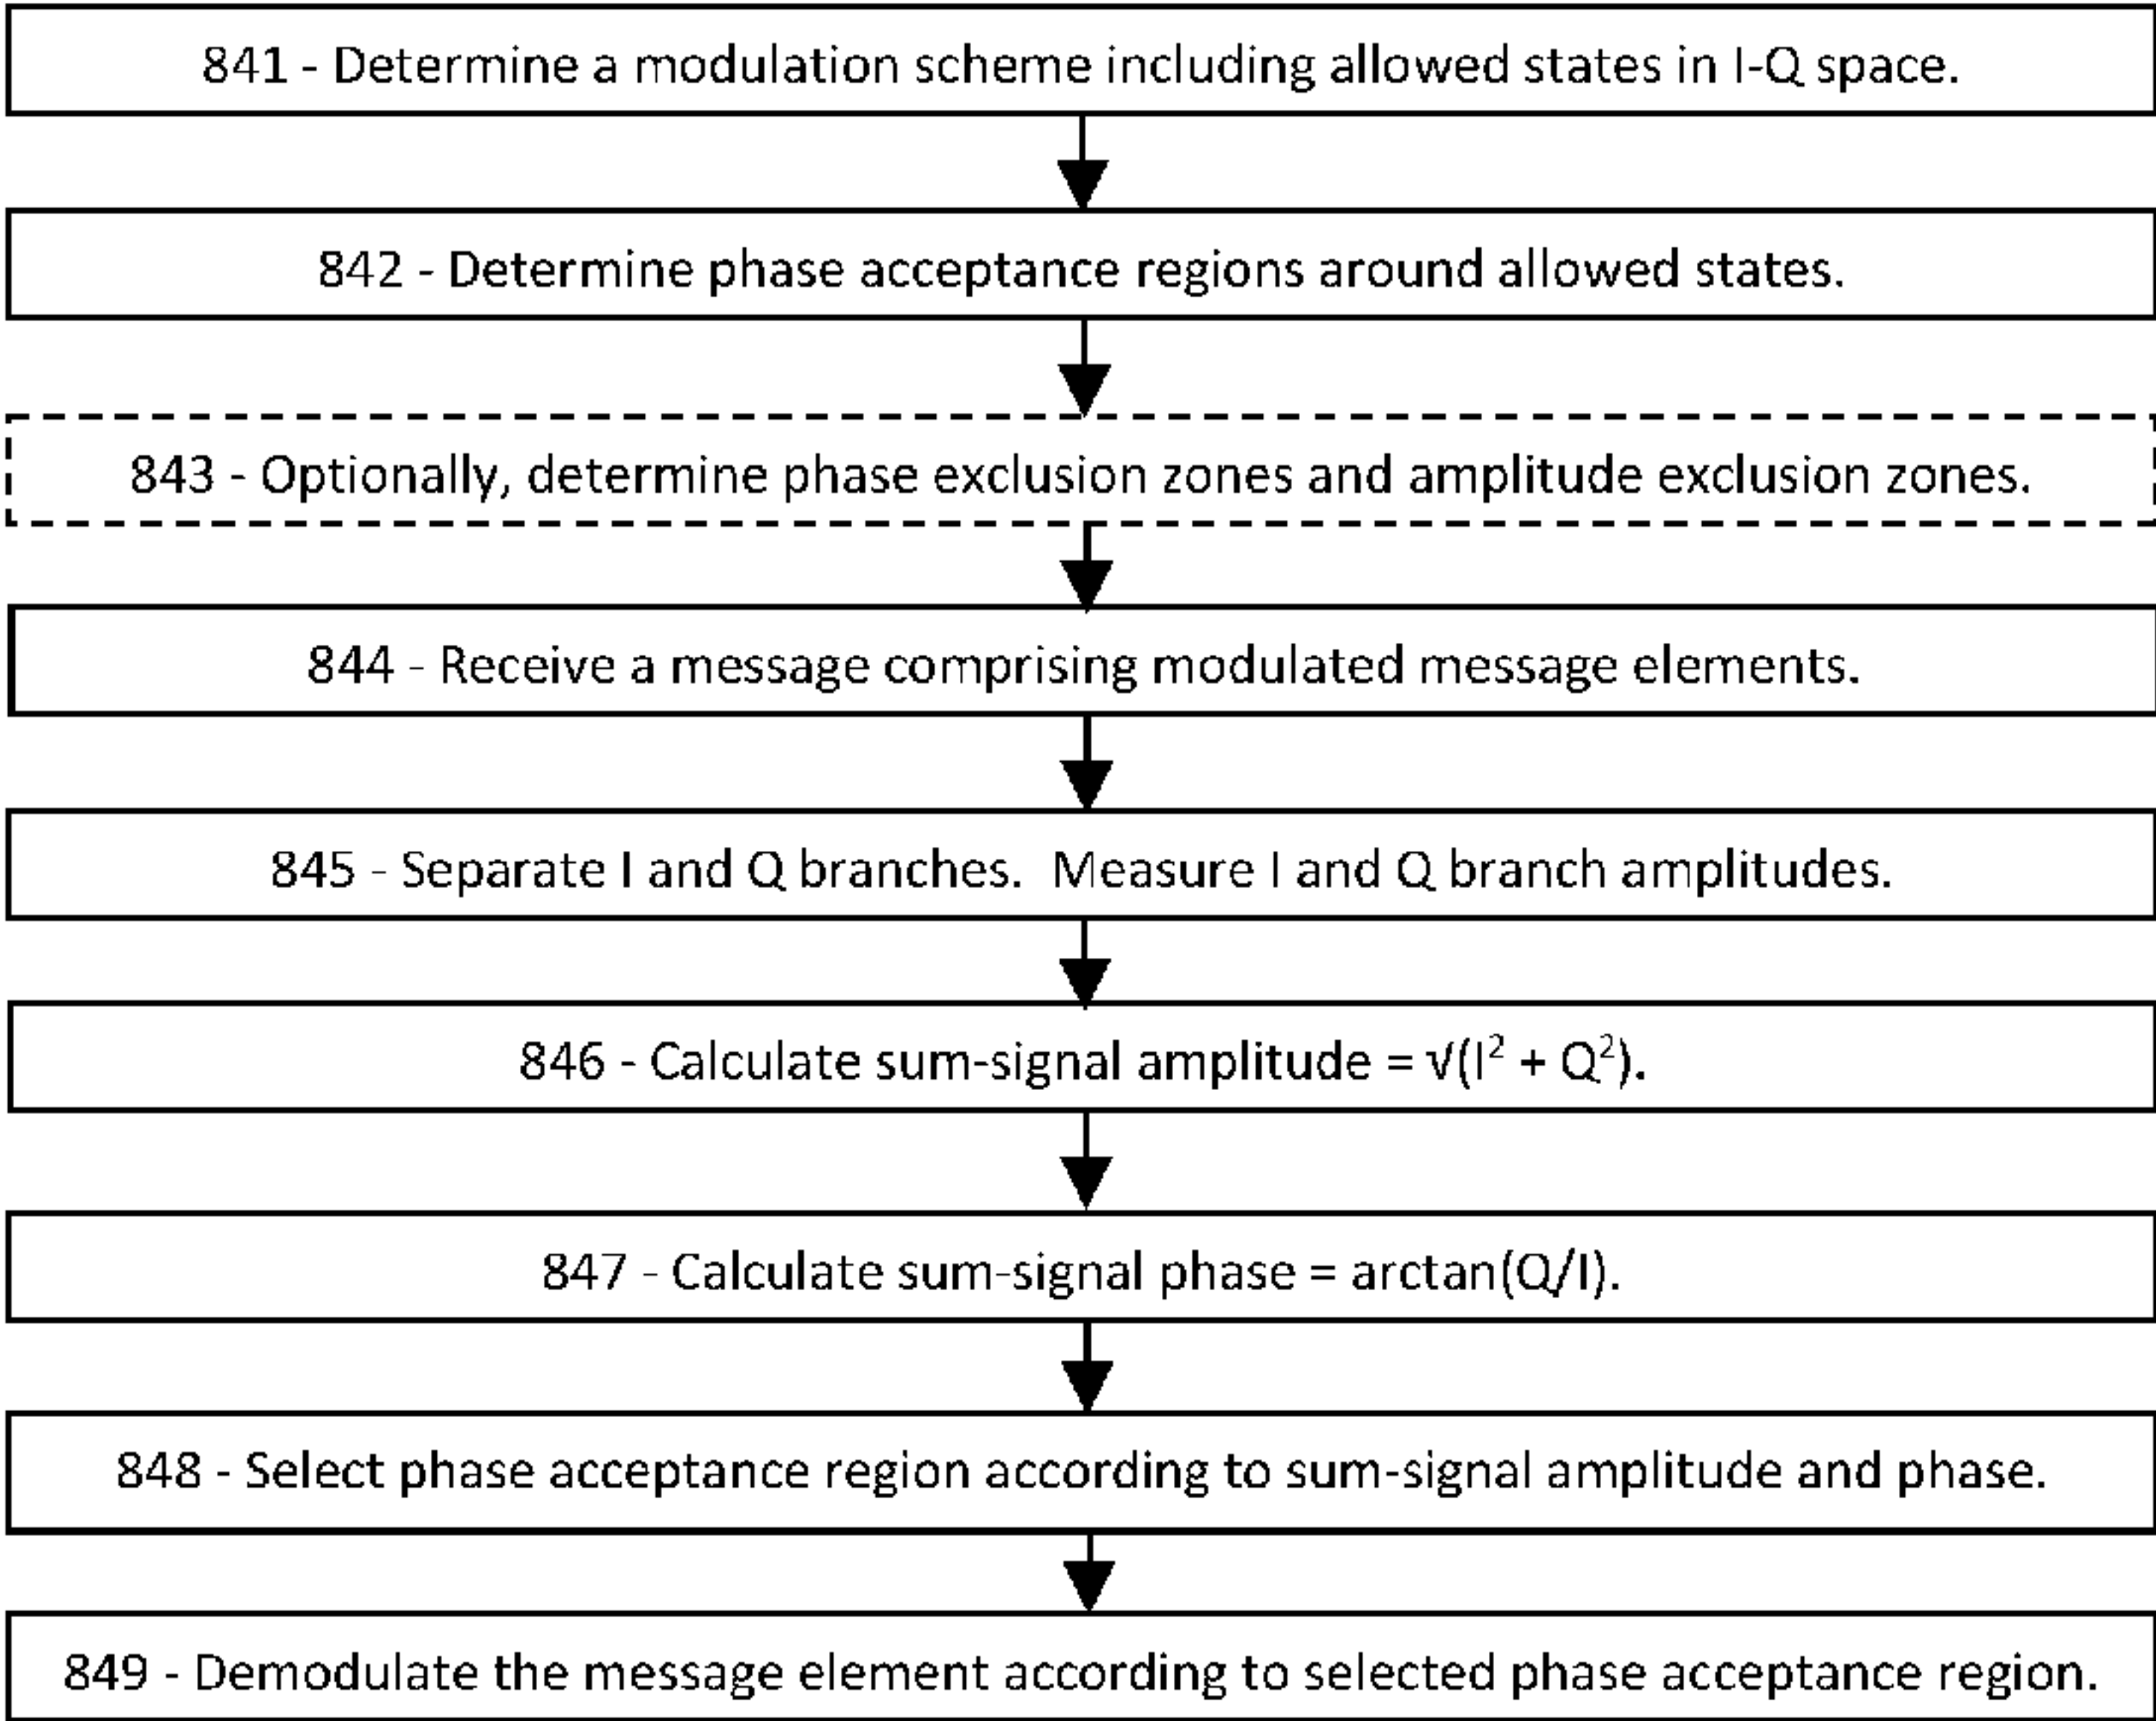 841 - Determine a modulation scheme including allowed states in I-Q space.
842 - Determine phase acceptance regions around allowed states.
843 - Optionally, determine phase exclusion zones and amplitude exclusion zones.
844 - Receive a message comprising modulated message elements.
845 - Separate I and Q branches.  Measure I and Q branch amplitudes.
846 - Calculate sum-signal amplitude = √(I² + Q²).
847 - Calculate sum-signal phase = arctan(Q/I).
848 - Select phase acceptance region according to sum-signal amplitude and phase.
849 - Demodulate the message element according to selected phase acceptance region.